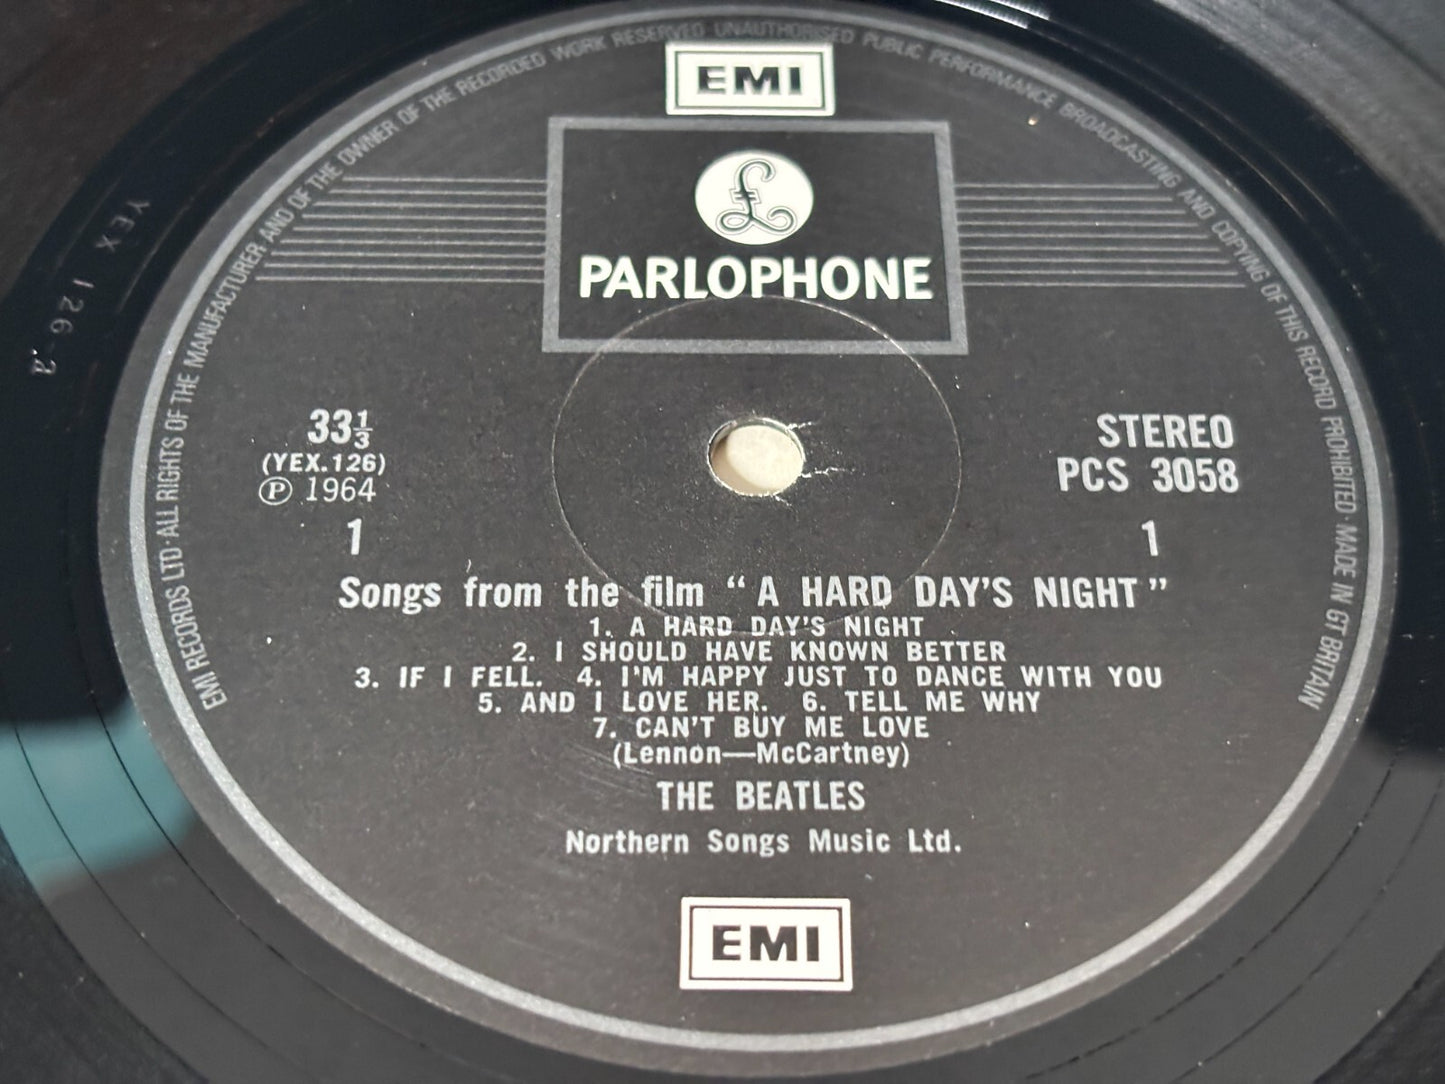 EMI RECORDS LTD · ALL RIGHTS OF THE MANUFACTURER AND OF THE OWNER OF THE RECORDED WORK RESERVED UNAUTHORISED PUBLIC PERFORMANCE BROADCASTING AND COPYING OF THIS RECORD PROHIBITED · MADE IN GT BRITAIN
EMI
£
PARLOPHONE
YEX 126-2
33⅓
(YEX.126)
Ⓟ 1964
1
STEREO
PCS 3058
1
Songs from the film “A HARD DAY'S NIGHT”
1. A HARD DAY'S NIGHT
2. I SHOULD HAVE KNOWN BETTER
3. IF I FELL. 4. I'M HAPPY JUST TO DANCE WITH YOU
5. AND I LOVE HER. 6. TELL ME WHY
7. CAN'T BUY ME LOVE
(Lennon—McCartney)
THE BEATLES
Northern Songs Music Ltd.
EMI